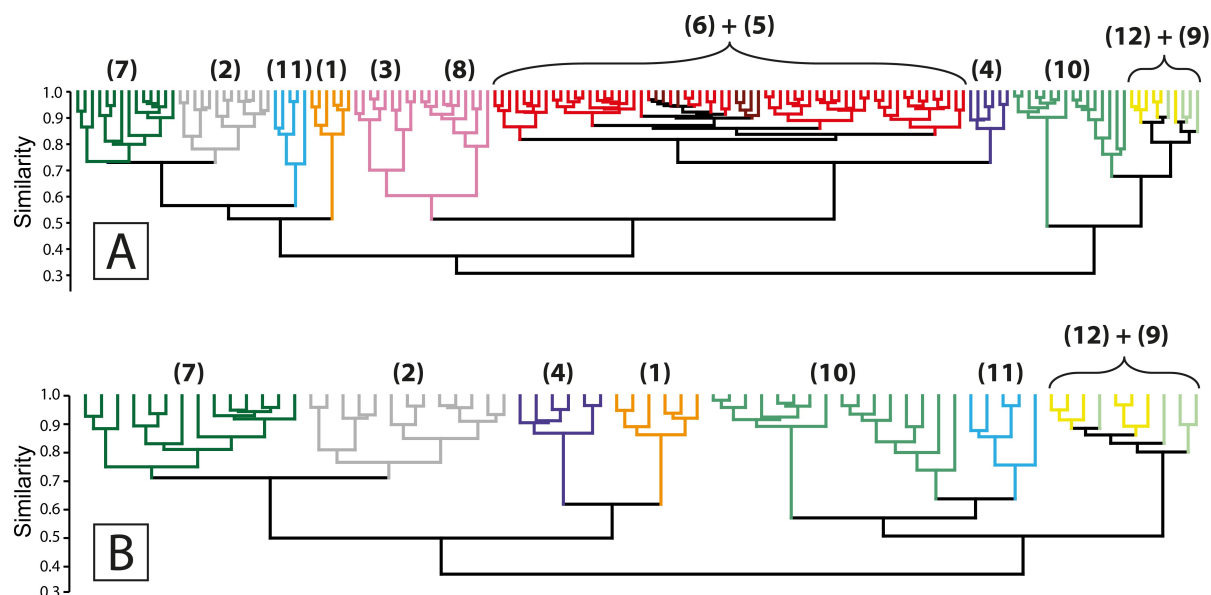 (6) + (5)
(12) + (9)
(7) (2) (11) (1) (3) (8) (4) (10)
1.0
0.9
0.8
0.7
0.6
0.5
0.4
0.3
Similarity
A
(12) + (9)
(7) (2) (4) (1) (10) (11)
1.0
0.9
0.8
0.7
0.6
0.5
0.4
0.3
Similarity
B